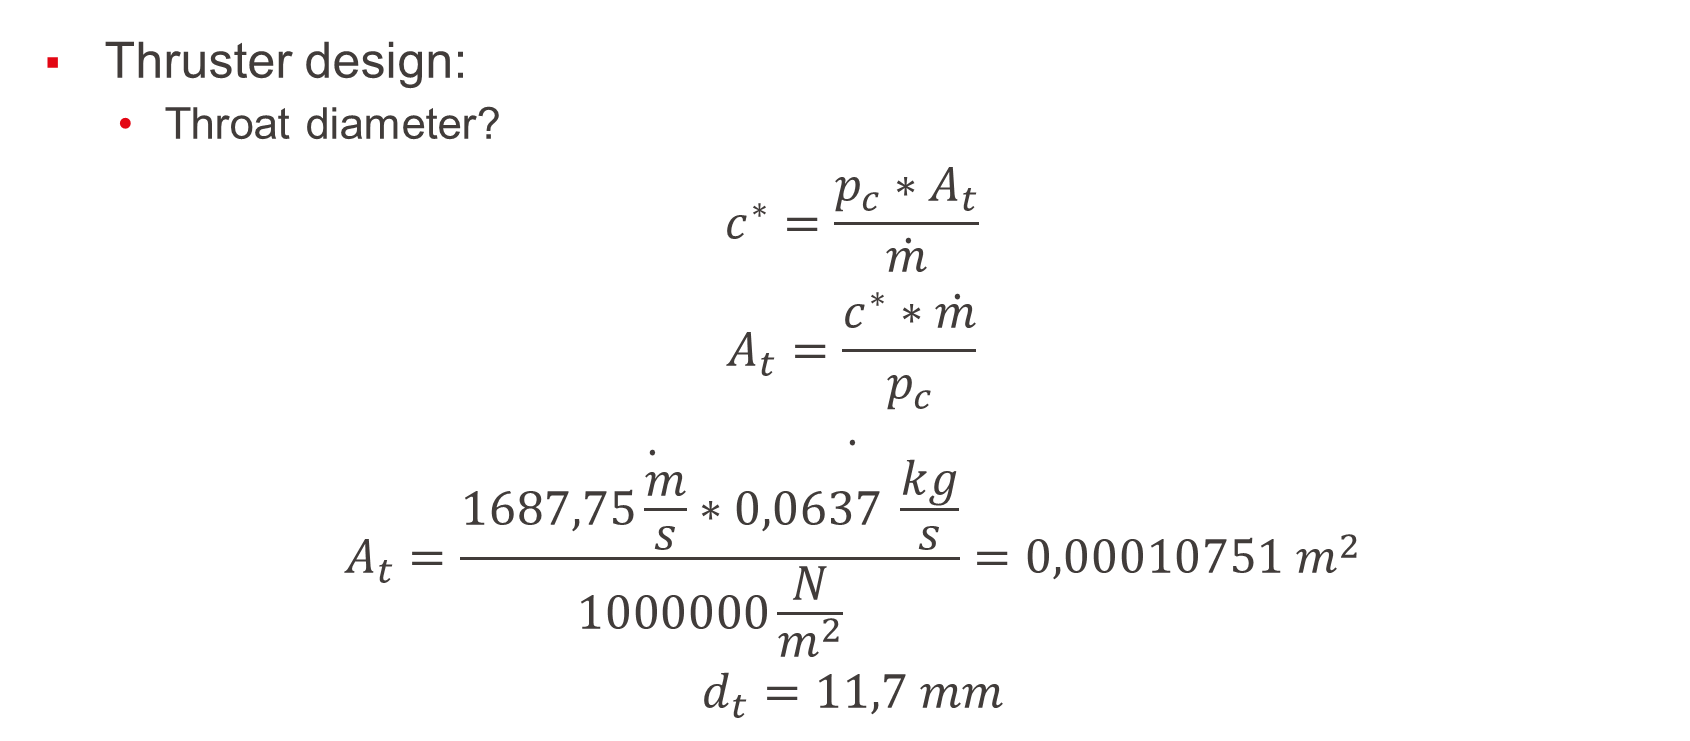 ▪ Thruster design:
• Throat diameter?
c* = (p_c * A_t) / ṁ
A_t = (c* * ṁ) / p_c
A_t = (1687,75 ṁ/s * 0,0637 kg/s) / (1000000 N/m²) = 0,00010751 m²
d_t = 11,7 mm